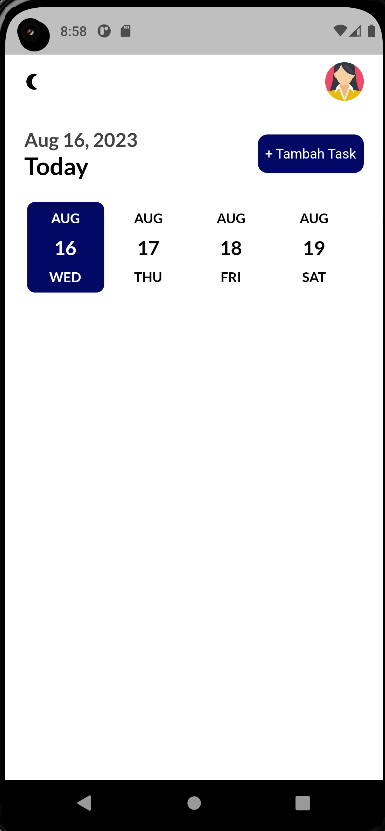 8:58
Aug 16, 2023
Today
+ Tambah Task
AUG AUG AUG AUG
16 17 18 19
WED THU FRI SAT